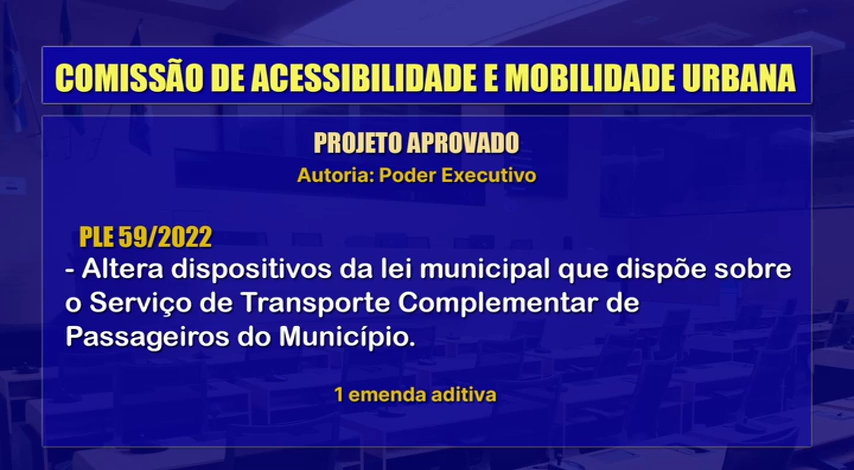 COMISSÃO DE ACESSIBILIDADE E MOBILIDADE URBANA
PROJETO APROVADO
Autoria: Poder Executivo
PLE 59/2022
- Altera dispositivos da lei municipal que dispõe sobre
o Serviço de Transporte Complementar de
Passageiros do Município.
1 emenda aditiva